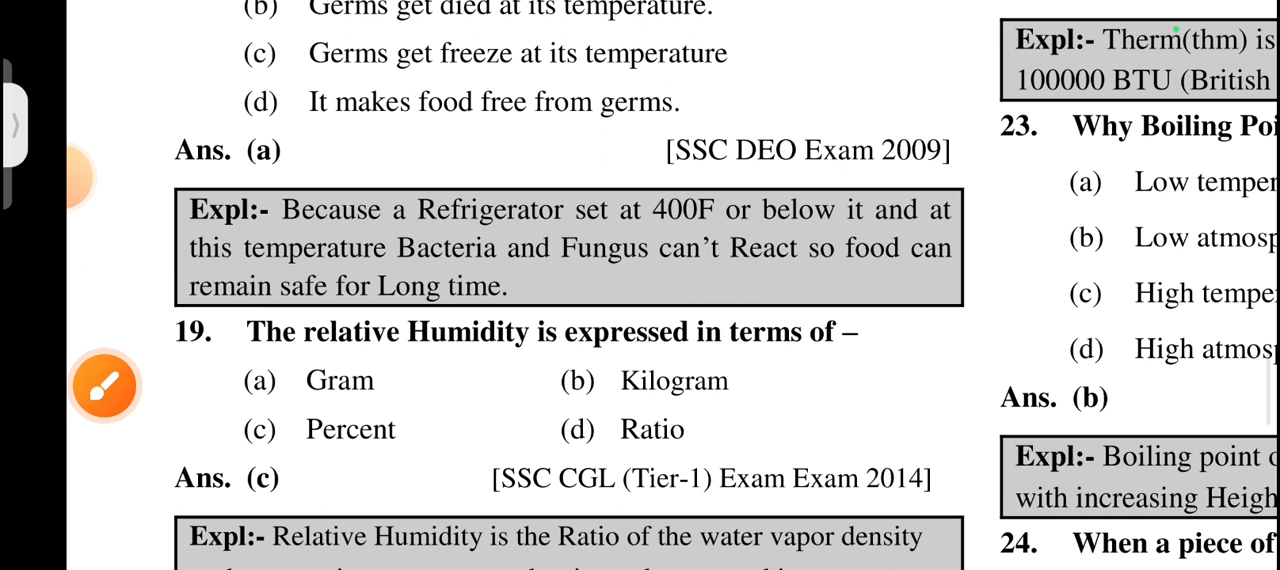 (b) Germs get died at its temperature.
(c) Germs get freeze at its temperature
(d) It makes food free from germs.
Ans. (a) [SSC DEO Exam 2009]
Expl:- Because a Refrigerator set at 400F or below it and at
this temperature Bacteria and Fungus can’t React so food can
remain safe for Long time.
19. The relative Humidity is expressed in terms of –
(a) Gram (b) Kilogram
(c) Percent (d) Ratio
Ans. (c) [SSC CGL (Tier-1) Exam Exam 2014]
Expl:- Relative Humidity is the Ratio of the water vapor density
Expl:- Therm(thm) is
100000 BTU (British
23. Why Boiling Poi
(a) Low temper
(b) Low atmosp
(c) High tempe
(d) High atmosp
Ans. (b)
Expl:- Boiling point
with increasing Heigh
24. When a piece of